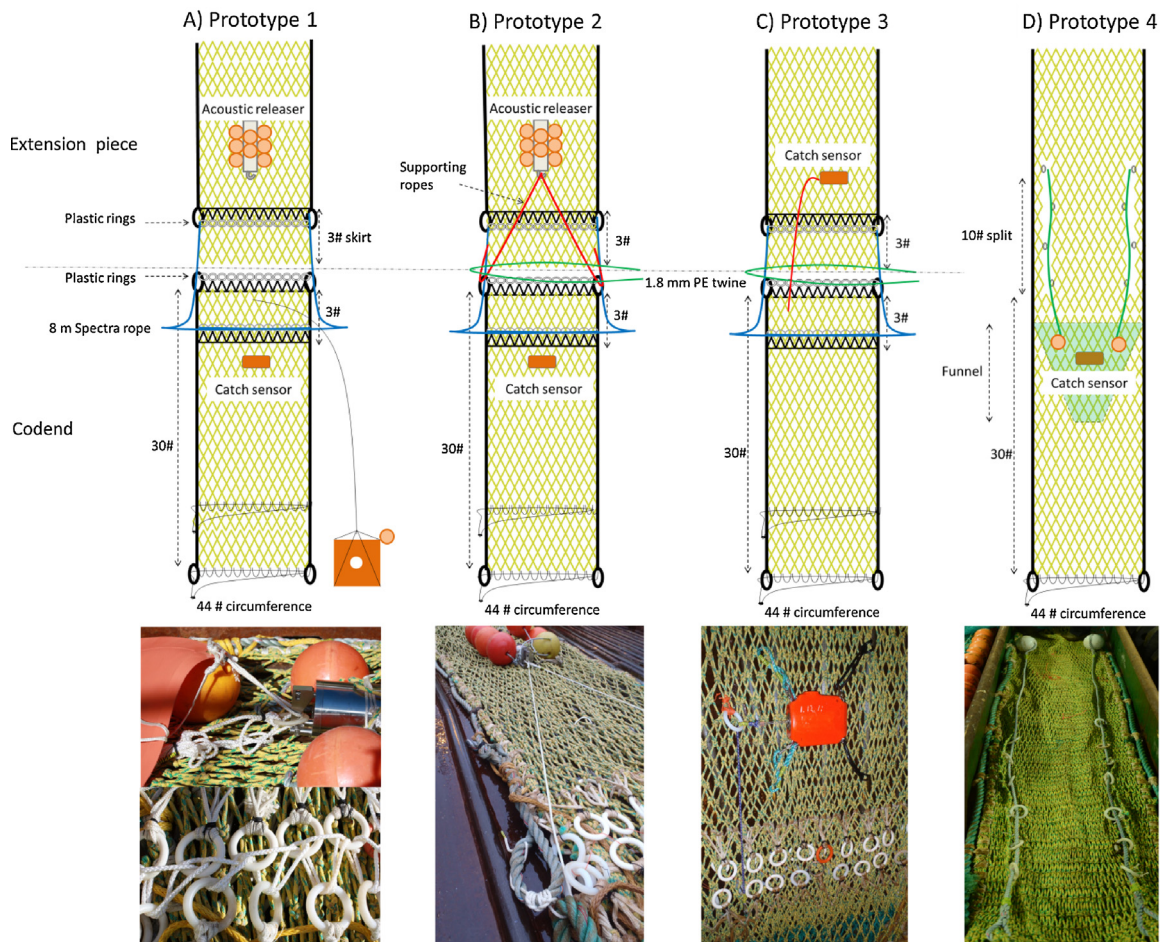 A) Prototype 1
B) Prototype 2
C) Prototype 3
D) Prototype 4
Extension piece
Codend
Acoustic releaser
Plastic rings
3# skirt
Plastic rings
3#
8 m Spectra rope
Catch sensor
30#
44 # circumference
Acoustic releaser
Supporting
ropes
3#
1.8 mm PE twine
3#
Catch sensor
30#
44 # circumference
Catch sensor
3#
3#
30#
44 # circumference
10# split
Funnel
Catch sensor
30#
44 # circumference